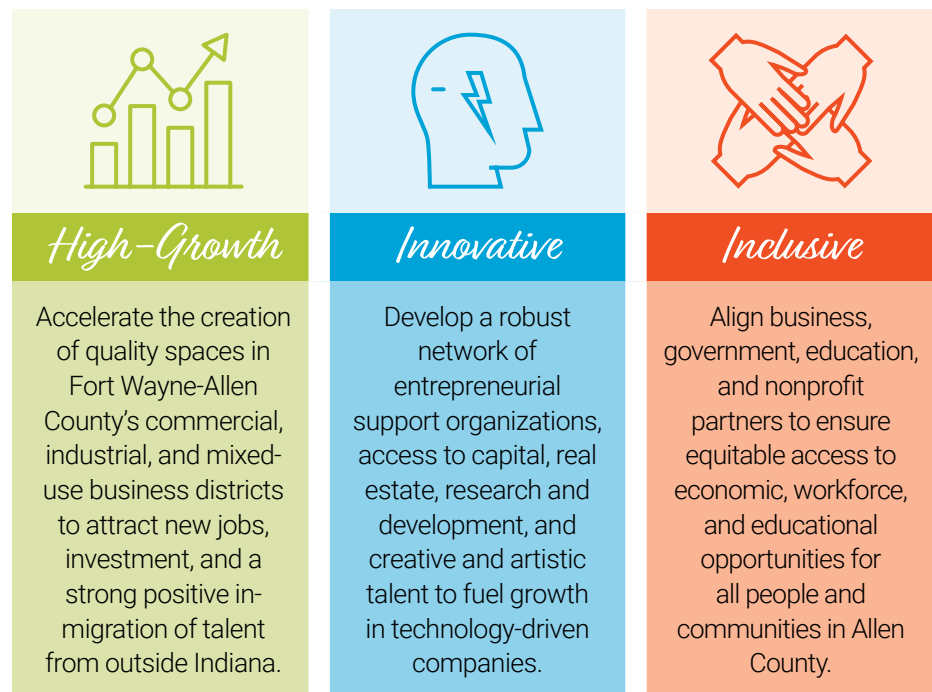 High-Growth
Accelerate the creation
of quality spaces in
Fort Wayne-Allen
County's commercial,
industrial, and mixed-
use business districts
to attract new jobs,
investment, and a
strong positive in-
migration of talent
from outside Indiana.
Innovative
Develop a robust
network of
entrepreneurial
support organizations,
access to capital, real
estate, research and
development, and
creative and artistic
talent to fuel growth
in technology-driven
companies.
Inclusive
Align business,
government, education,
and nonprofit
partners to ensure
equitable access to
economic, workforce,
and educational
opportunities for
all people and
communities in Allen
County.